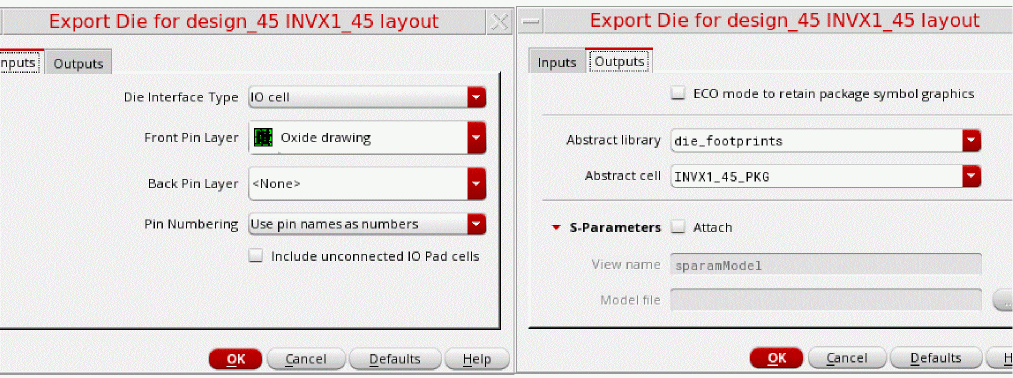 Export Die for design_45 INVX1_45 layout
nputs Outputs
Die Interface Type IO cell
Front Pin Layer Oxide drawing
Back Pin Layer <None>
Pin Numbering Use pin names as numbers
Include unconnected IO Pad cells
OK Cancel Defaults Help
Export Die for design_45 INVX1_45 layout
Inputs Outputs
ECO mode to retain package symbol graphics
Abstract library die_footprints
Abstract cell INVX1_45_PKG
S-Parameters Attach
View name sparamModel
Model file ...
OK Cancel Defaults H